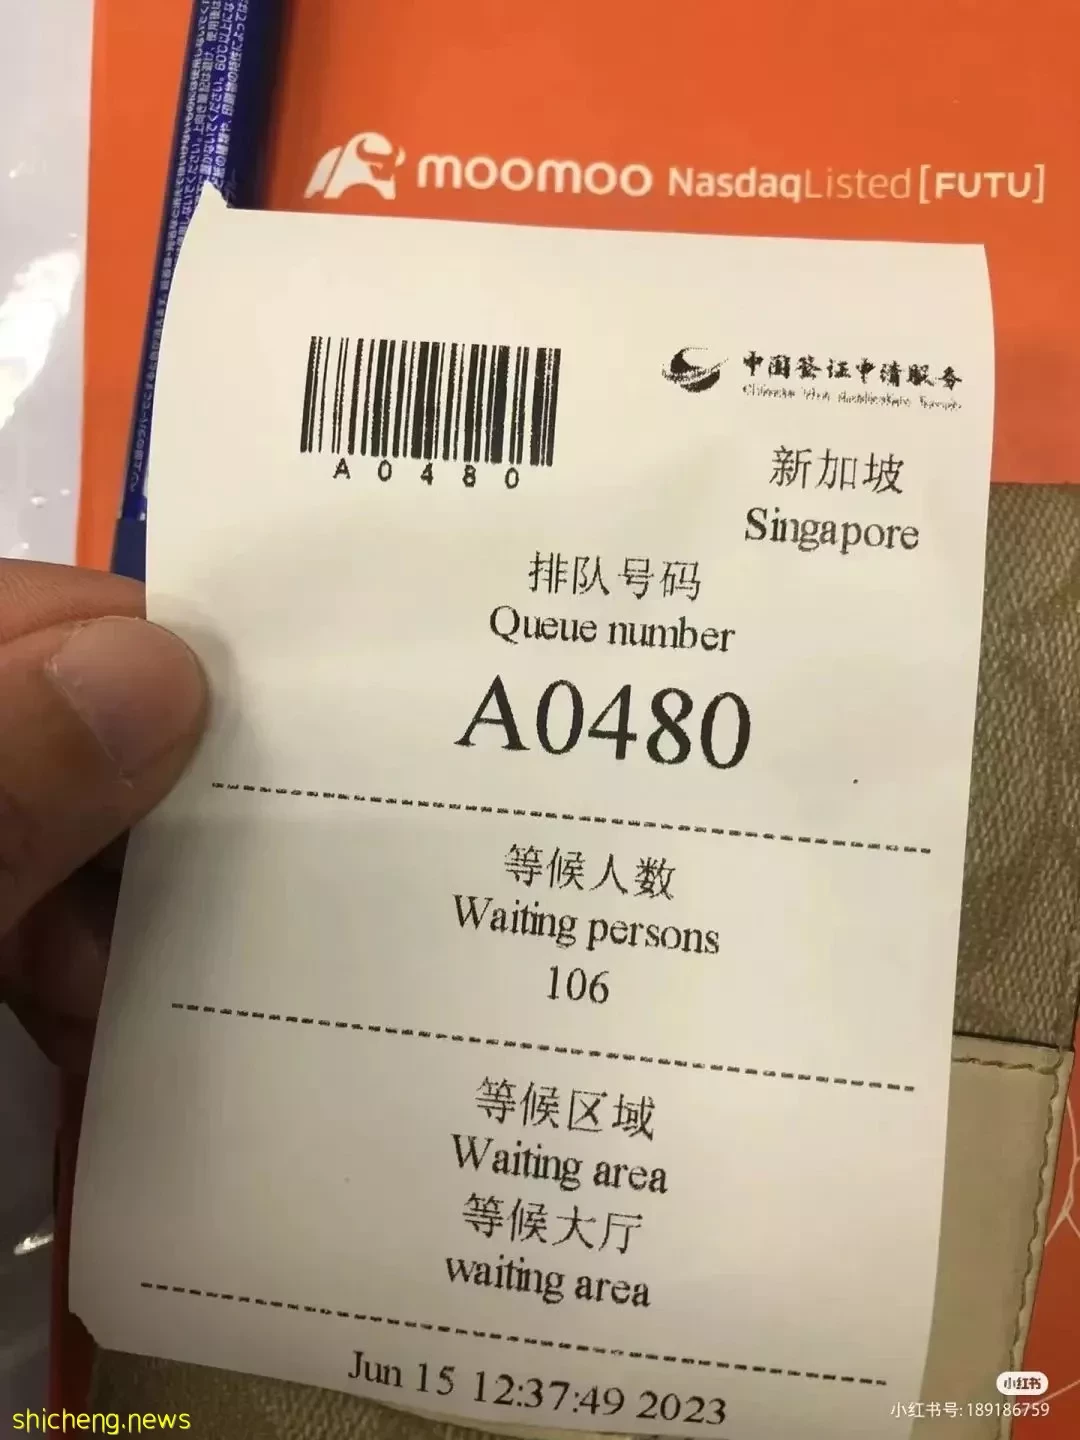 moomoo NasdaqListed[FUTU]
中国签证申请服务
A0480
新加坡
Singapore
排队号码
Queue number
A0480
等候人数
Waiting persons
106
等候区域
Waiting area
等候大厅
waiting area
Jun 15 12:37:49 2023
小红书
小红书号: 189186759
shicheng.news